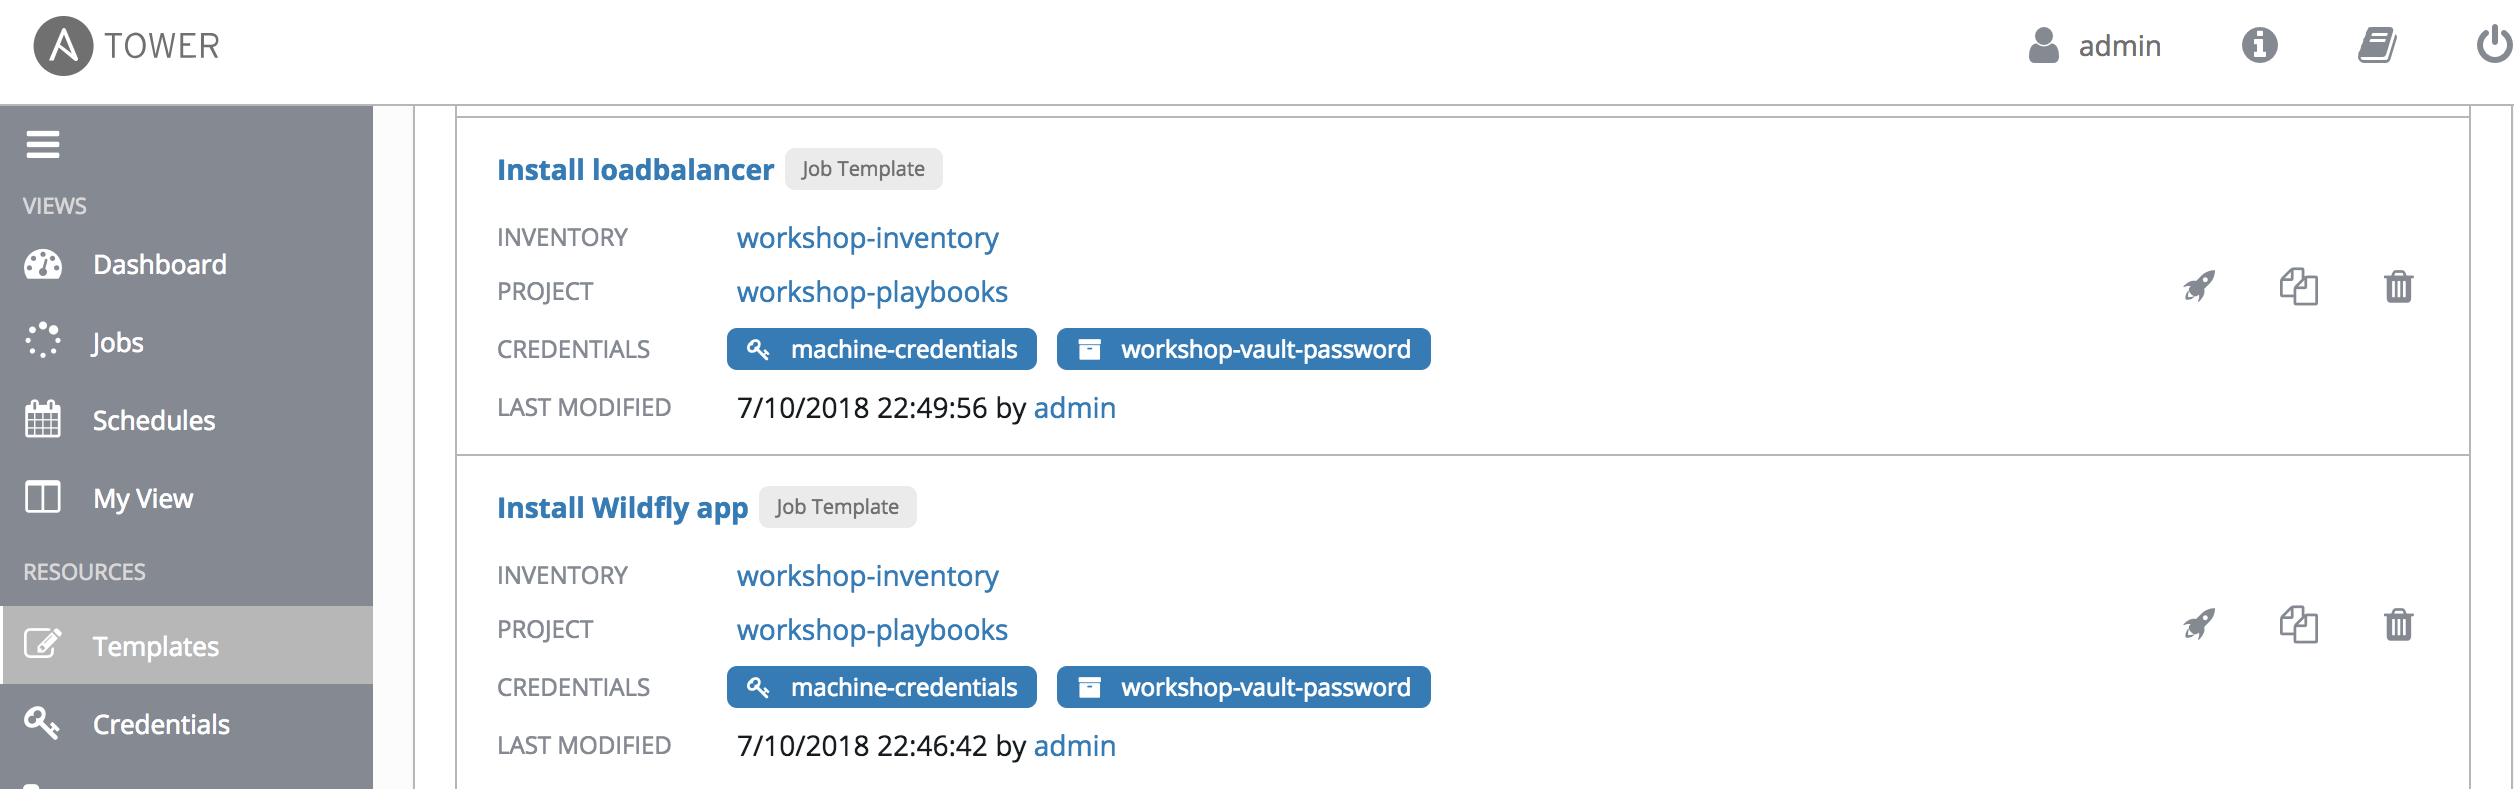 TOWER
admin
VIEWS
Dashboard
Jobs
Schedules
My View
RESOURCES
Templates
Credentials
Install loadbalancer Job Template
INVENTORY workshop-inventory
PROJECT workshop-playbooks
CREDENTIALS machine-credentials workshop-vault-password
LAST MODIFIED 7/10/2018 22:49:56 by admin
Install Wildfly app Job Template
INVENTORY workshop-inventory
PROJECT workshop-playbooks
CREDENTIALS machine-credentials workshop-vault-password
LAST MODIFIED 7/10/2018 22:46:42 by admin